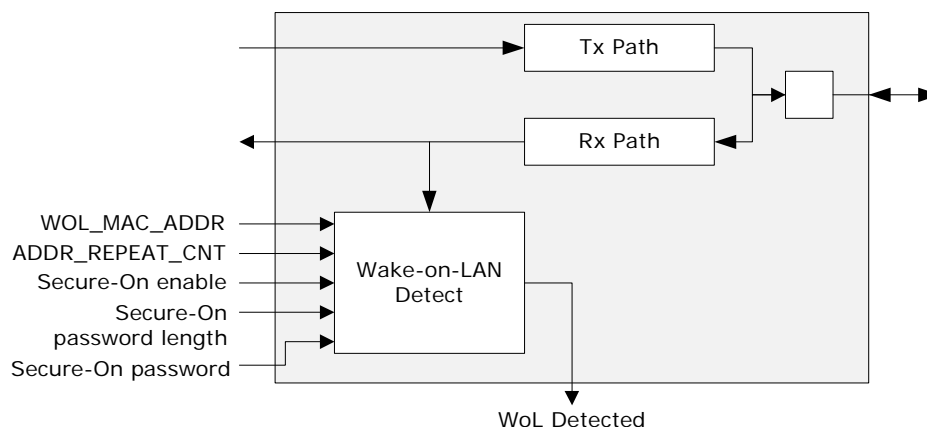 Tx Path
Rx Path
WOL_MAC_ADDR
ADDR_REPEAT_CNT
Secure-On enable
Secure-On
password length
Secure-On password
Wake-on-LAN
Detect
WoL Detected